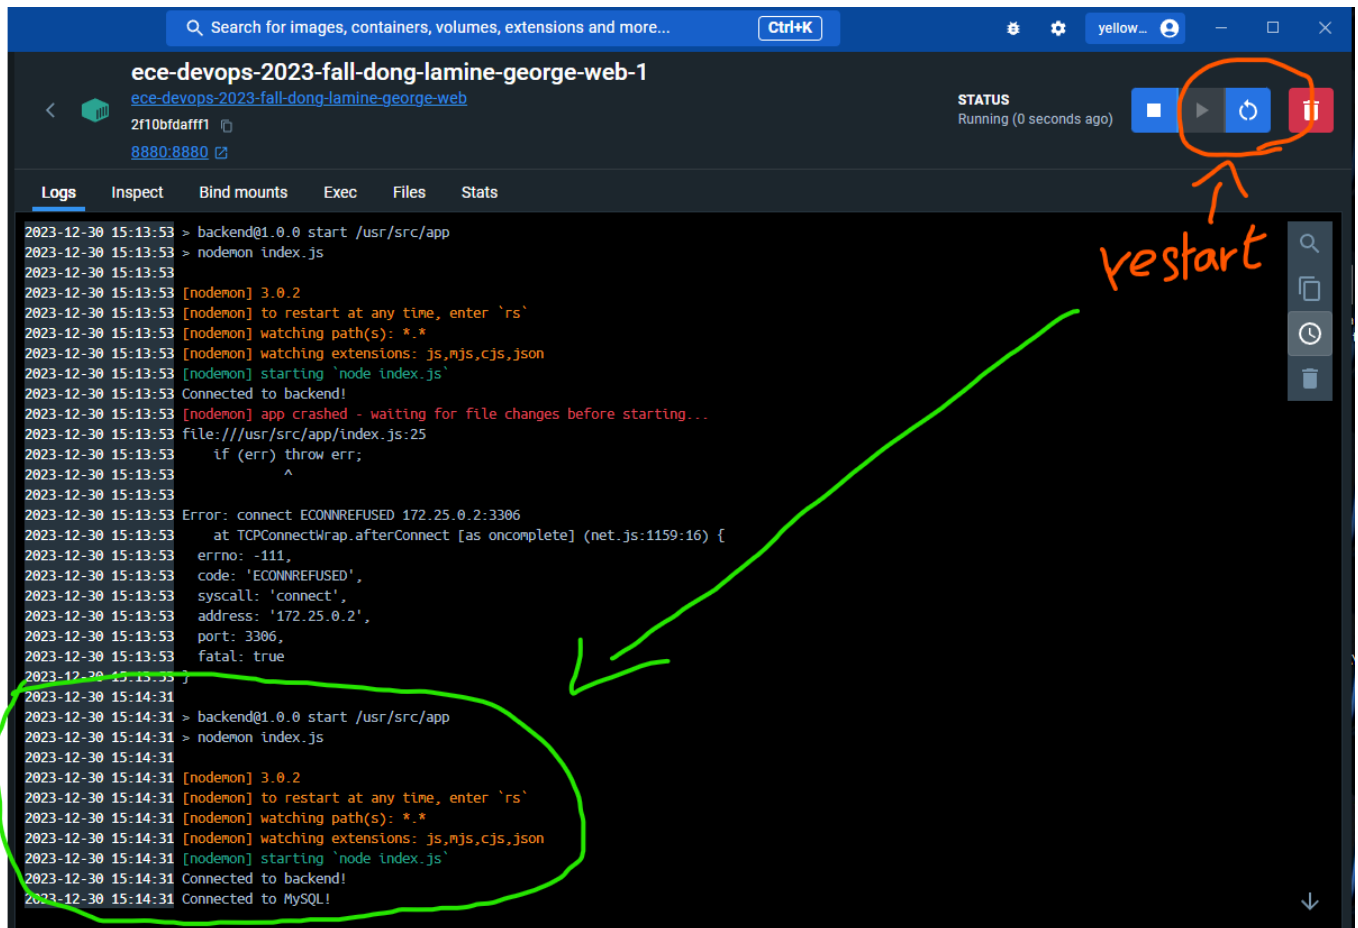 Search for images, containers, volumes, extensions and more... Ctrl+K yellow...
ece-devops-2023-fall-dong-lamine-george-web-1
ece-devops-2023-fall-dong-lamine-george-web
2f10bfdafff1
8880:8880
STATUS
Running (0 seconds ago)
restart
Logs Inspect Bind mounts Exec Files Stats
2023-12-30 15:13:53 > backend@1.0.0 start /usr/src/app
2023-12-30 15:13:53 > nodemon index.js
2023-12-30 15:13:53
2023-12-30 15:13:53 [nodemon] 3.0.2
2023-12-30 15:13:53 [nodemon] to restart at any time, enter `rs`
2023-12-30 15:13:53 [nodemon] watching path(s): *.*
2023-12-30 15:13:53 [nodemon] watching extensions: js,mjs,cjs,json
2023-12-30 15:13:53 [nodemon] starting `node index.js`
2023-12-30 15:13:53 Connected to backend!
2023-12-30 15:13:53 [nodemon] app crashed - waiting for file changes before starting...
2023-12-30 15:13:53 file:///usr/src/app/index.js:25
2023-12-30 15:13:53     if (err) throw err;
2023-12-30 15:13:53              ^
2023-12-30 15:13:53
2023-12-30 15:13:53 Error: connect ECONNREFUSED 172.25.0.2:3306
2023-12-30 15:13:53     at TCPConnectWrap.afterConnect [as oncomplete] (net.js:1159:16) {
2023-12-30 15:13:53   errno: -111,
2023-12-30 15:13:53   code: 'ECONNREFUSED',
2023-12-30 15:13:53   syscall: 'connect',
2023-12-30 15:13:53   address: '172.25.0.2',
2023-12-30 15:13:53   port: 3306,
2023-12-30 15:13:53   fatal: true
2023-12-30 15:13:53 }
2023-12-30 15:14:31
2023-12-30 15:14:31 > backend@1.0.0 start /usr/src/app
2023-12-30 15:14:31 > nodemon index.js
2023-12-30 15:14:31
2023-12-30 15:14:31 [nodemon] 3.0.2
2023-12-30 15:14:31 [nodemon] to restart at any time, enter `rs`
2023-12-30 15:14:31 [nodemon] watching path(s): *.*
2023-12-30 15:14:31 [nodemon] watching extensions: js,mjs,cjs,json
2023-12-30 15:14:31 [nodemon] starting `node index.js`
2023-12-30 15:14:31 Connected to backend!
2023-12-30 15:14:31 Connected to MySQL!